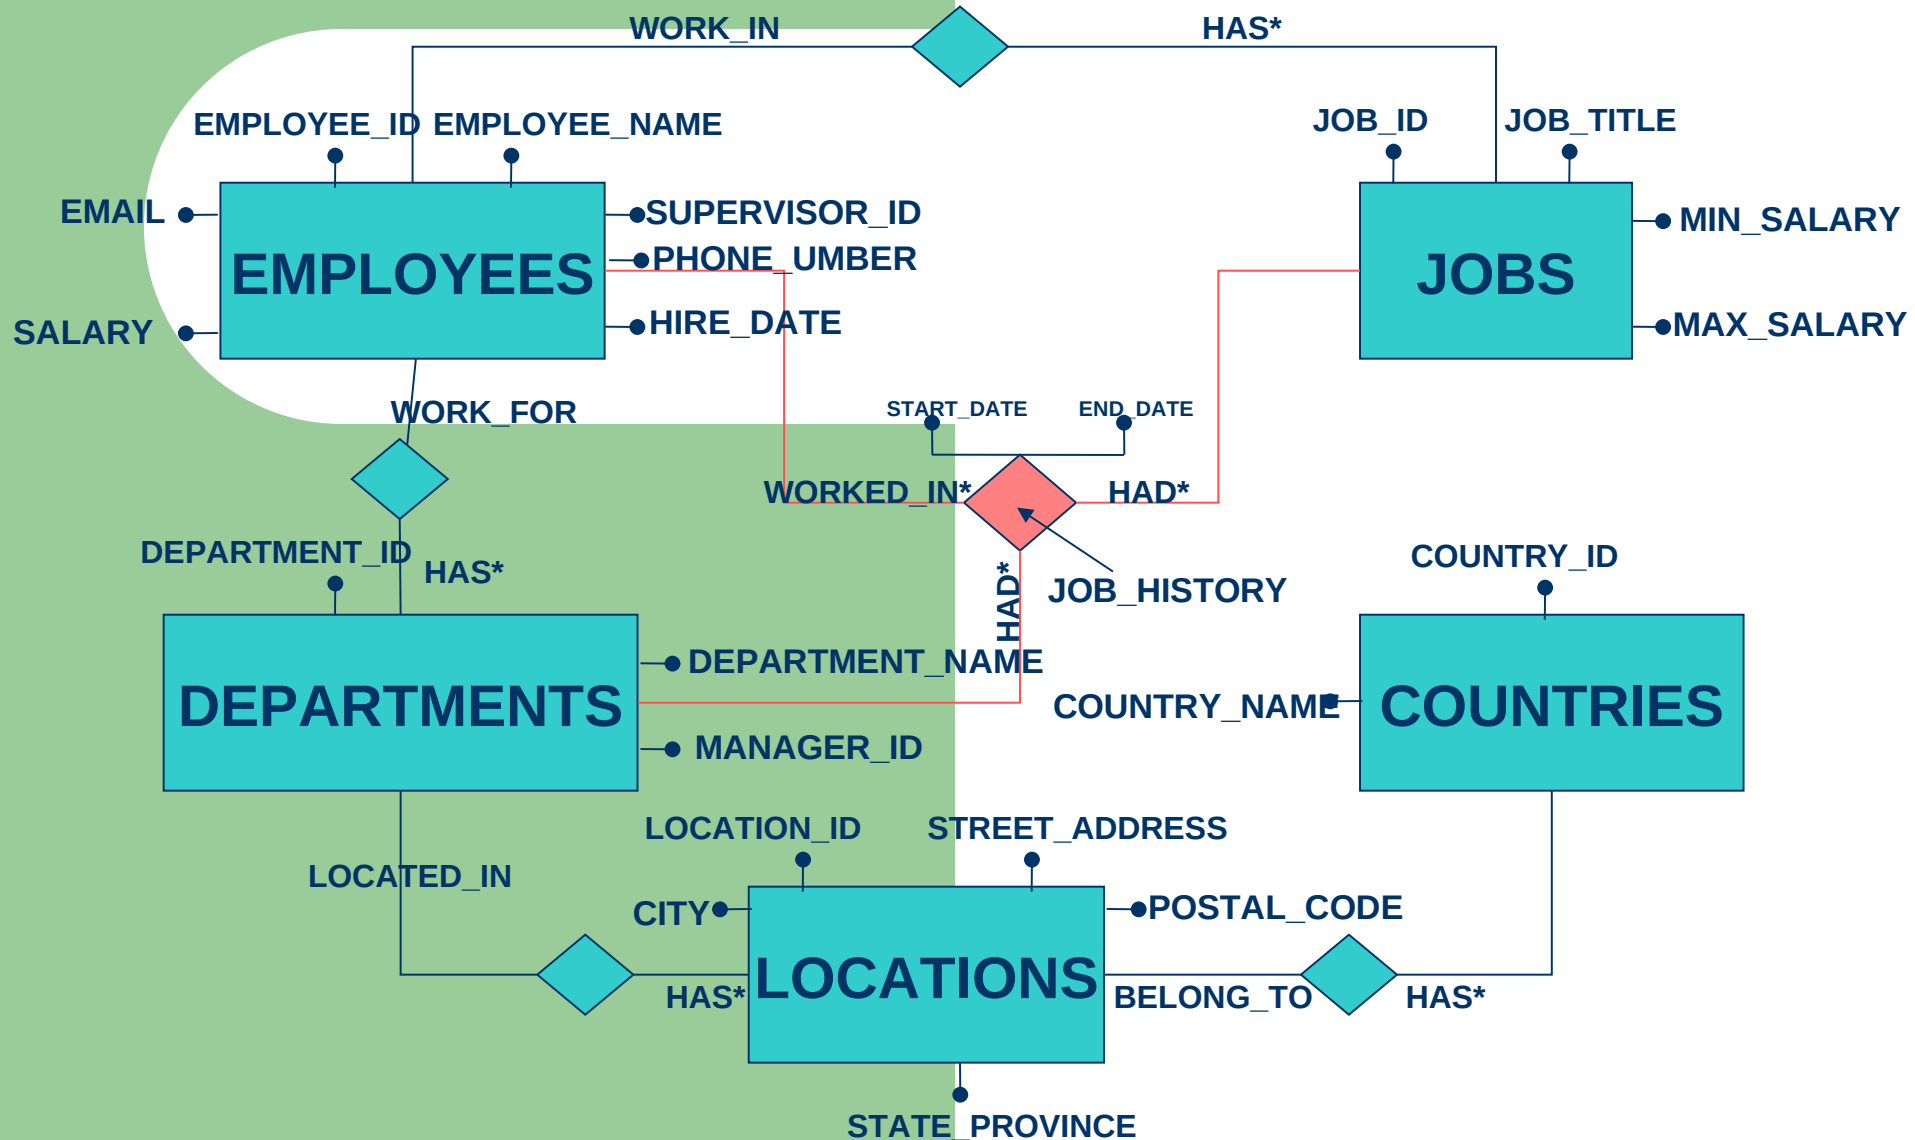 WORK_IN
HAS*
EMPLOYEE_ID
EMPLOYEE_NAME
JOB_ID
JOB_TITLE
EMAIL
SUPERVISOR_ID
MIN_SALARY
PHONE_UMBER
EMPLOYEES
JOBS
SALARY
HIRE_DATE
MAX_SALARY
WORK_FOR
START_DATE
END_DATE
WORKED_IN*
HAD*
DEPARTMENT_ID
HAS*
HAD*
JOB_HISTORY
COUNTRY_ID
DEPARTMENT_NAME
DEPARTMENTS
COUNTRY_NAME
COUNTRIES
MANAGER_ID
LOCATION_ID
STREET_ADDRESS
LOCATED_IN
CITY
POSTAL_CODE
LOCATIONS
HAS*
BELONG_TO
HAS*
STATE_PROVINCE